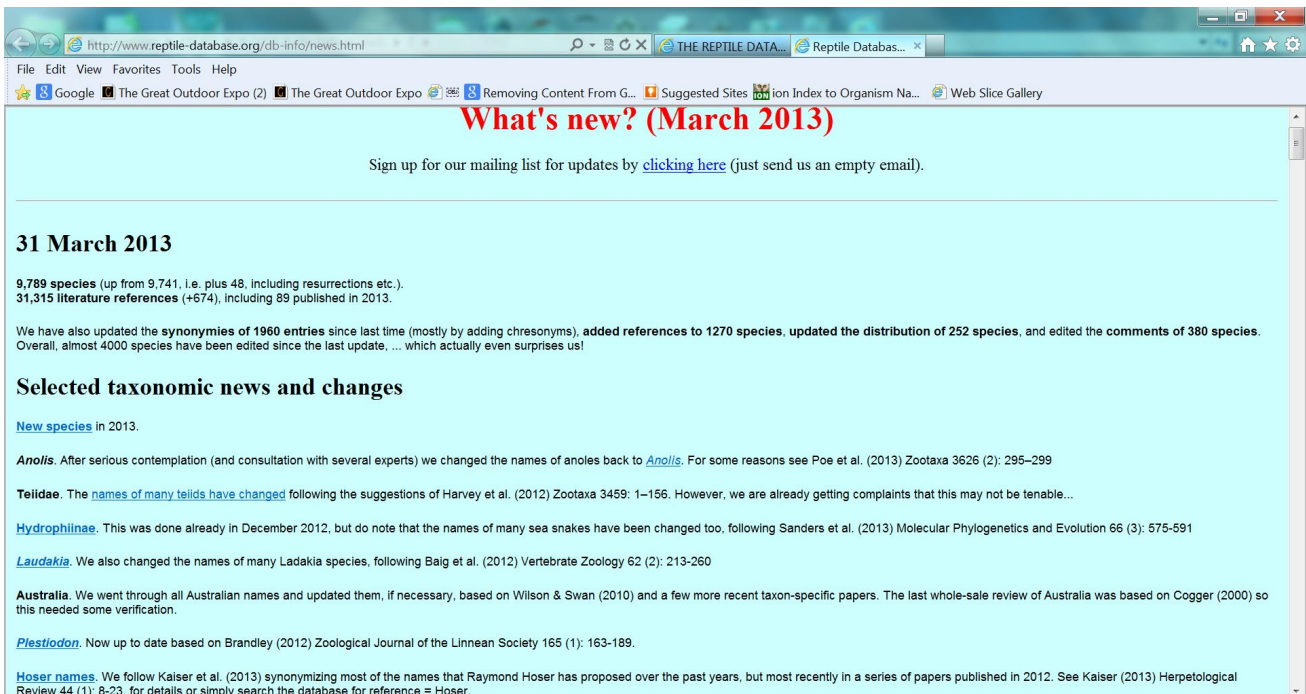 http://www.reptile-database.org/db-info/news.html
THE REPTILE DATA...
Reptile Databas...
File Edit View Favorites Tools Help
Google The Great Outdoor Expo (2) The Great Outdoor Expo Removing Content From G... Suggested Sites ion Index to Organism Na... Web Slice Gallery
What's new? (March 2013)
Sign up for our mailing list for updates by clicking here (just send us an empty email).
31 March 2013
9,789 species (up from 9,741, i.e. plus 48, including resurrections etc.).
31,315 literature references (+674), including 89 published in 2013.
We have also updated the synonymies of 1960 entries since last time (mostly by adding chresonyms), added references to 1270 species, updated the distribution of 252 species, and edited the comments of 380 species.
Overall, almost 4000 species have been edited since the last update, ... which actually even surprises us!
Selected taxonomic news and changes
New species in 2013.
Anolis. After serious contemplation (and consultation with several experts) we changed the names of anoles back to Anolis. For some reasons see Poe et al. (2013) Zootaxa 3626 (2): 295–299
Teiidae. The names of many teiids have changed following the suggestions of Harvey et al. (2012) Zootaxa 3459: 1–156. However, we are already getting complaints that this may not be tenable...
Hydrophiinae. This was done already in December 2012, but do note that the names of many sea snakes have been changed too, following Sanders et al. (2013) Molecular Phylogenetics and Evolution 66 (3): 575-591
Laudakia. We also changed the names of many Ladakia species, following Baig et al. (2012) Vertebrate Zoology 62 (2): 213-260
Australia. We went through all Australian names and updated them, if necessary, based on Wilson & Swan (2010) and a few more recent taxon-specific papers. The last whole-sale review of Australia was based on Cogger (2000) so
this needed some verification.
Plestiodon. Now up to date based on Brandley (2012) Zoological Journal of the Linnean Society 165 (1): 163-189.
Hoser names. We follow Kaiser et al. (2013) synonymizing most of the names that Raymond Hoser has proposed over the past years, but most recently in a series of papers published in 2012. See Kaiser (2013) Herpetological
Review 44 (1): 8-23, for details or simply search the database for reference = Hoser.